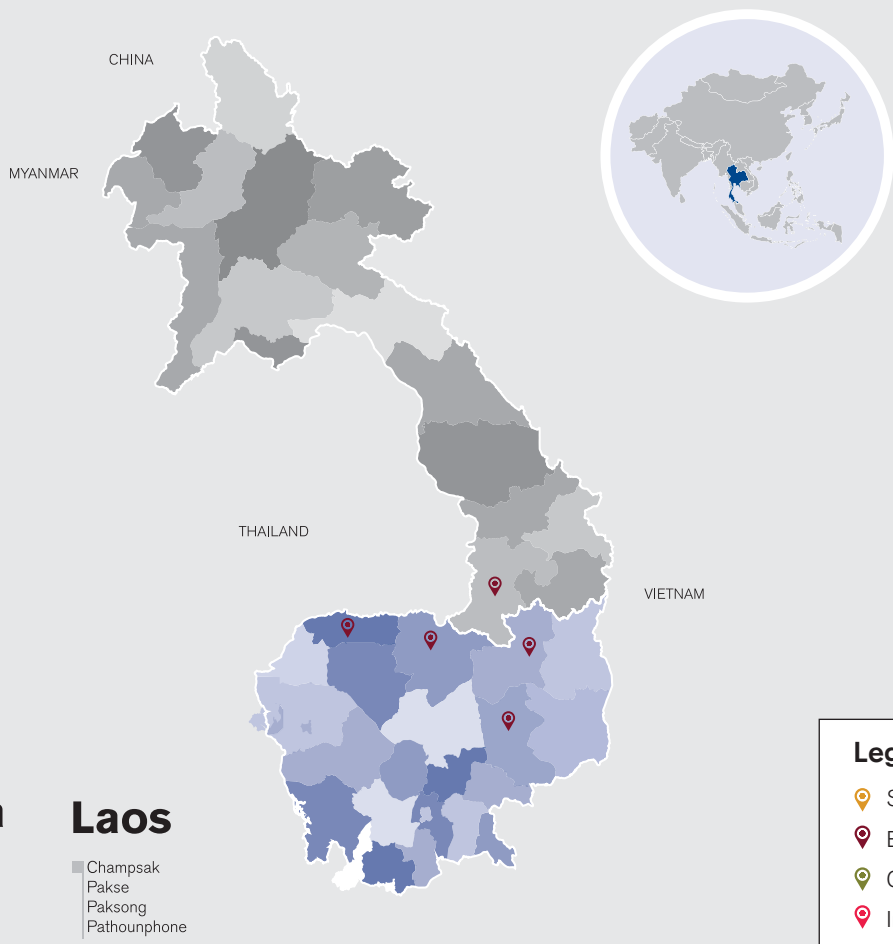 CHINA
MYANMAR
THAILAND
VIETNAM
Laos
Champsak
Pakse
Paksong
Pathounphone